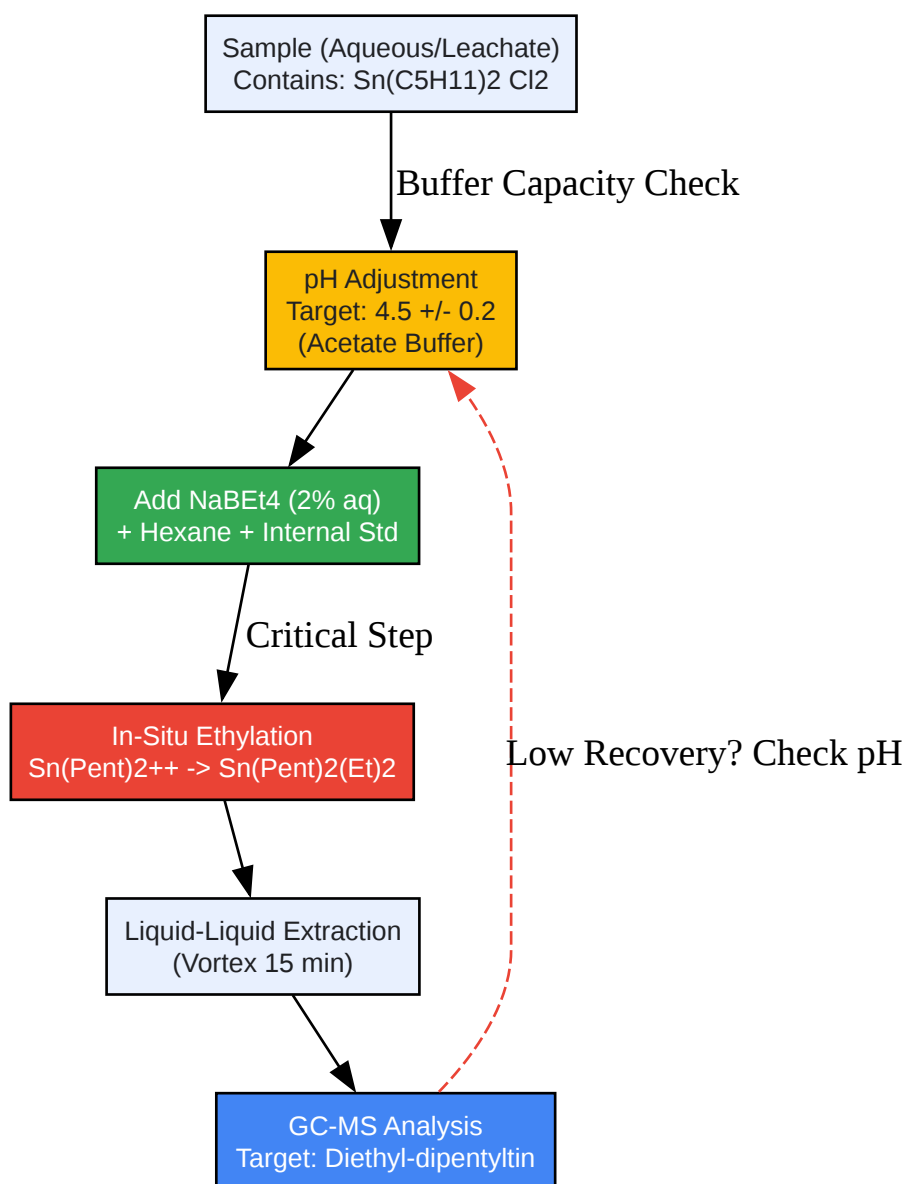 Sample (Aqueous/Leachate)
Contains: Sn(C5H11)2 Cl2
Buffer Capacity Check
pH Adjustment
Target: 4.5 +/- 0.2
(Acetate Buffer)
Add NaBEt4 (2% aq)
+ Hexane + Internal Std
Critical Step
In-Situ Ethylation
Sn(Pent)2++ -> Sn(Pent)2(Et)2
Low Recovery? Check pH
Liquid-Liquid Extraction
(Vortex 15 min)
GC-MS Analysis
Target: Diethyl-dipentyltin